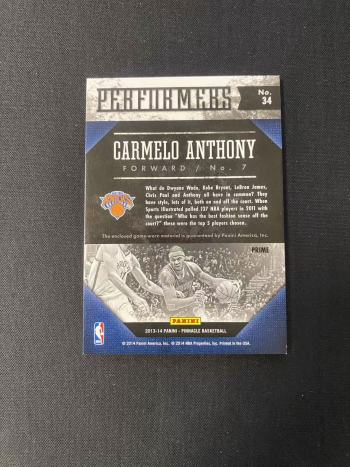 PERFORMERS
No.
34
CARMELO ANTHONY
FORWARD / No. 7
NEW YORK
KNICKS
What do Dwyane Wade, Kobe Bryant, LeBron James,
Chris Paul and Anthony all have in common? They
have style, lots of it, both on and off the court. When
Sports Illustrated polled 137 NBA players in 2011 with
the question "Who has the best fashion sense off the
court?" these were the top 5 players chosen.
The enclosed game-worn material is guaranteed by Panini America, Inc.
PRIME
PANINI
NBA
2013-14 PANINI - PINNACLE BASKETBALL
© 2014 Panini America, Inc. © 2014 NBA Properties, Inc. Printed in the USA.